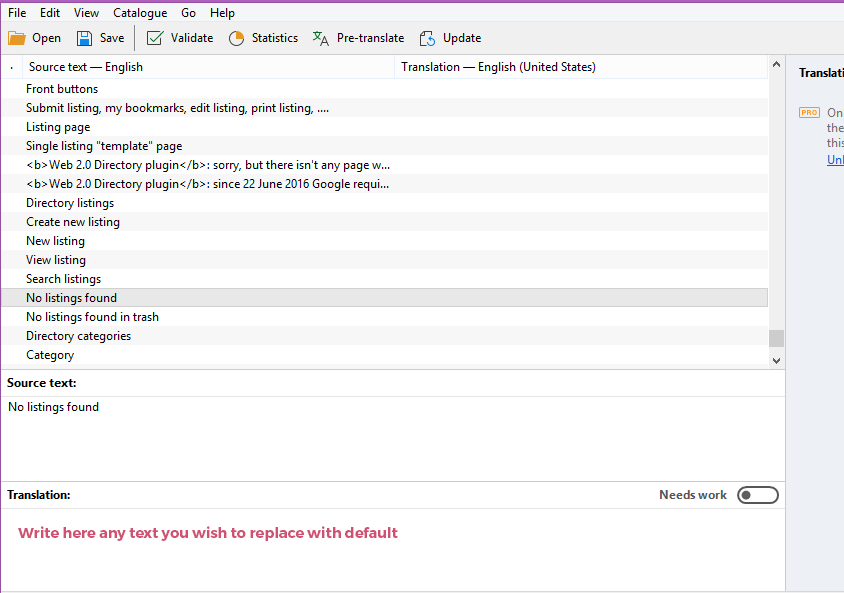 File Edit View Catalogue Go Help
Open Save Validate Statistics Pre-translate Update
Source text — English Translation — English (United States)
Front buttons
Submit listing, my bookmarks, edit listing, print listing, ....
Listing page
Single listing "template" page
<b>Web 2.0 Directory plugin</b>: sorry, but there isn't any page w...
<b>Web 2.0 Directory plugin</b>: since 22 June 2016 Google requi...
Directory listings
Create new listing
New listing
View listing
Search listings
No listings found
No listings found in trash
Directory categories
Category
Source text:
No listings found
Translation: Needs work
Write here any text you wish to replace with default
Translati
PRO On
the
this